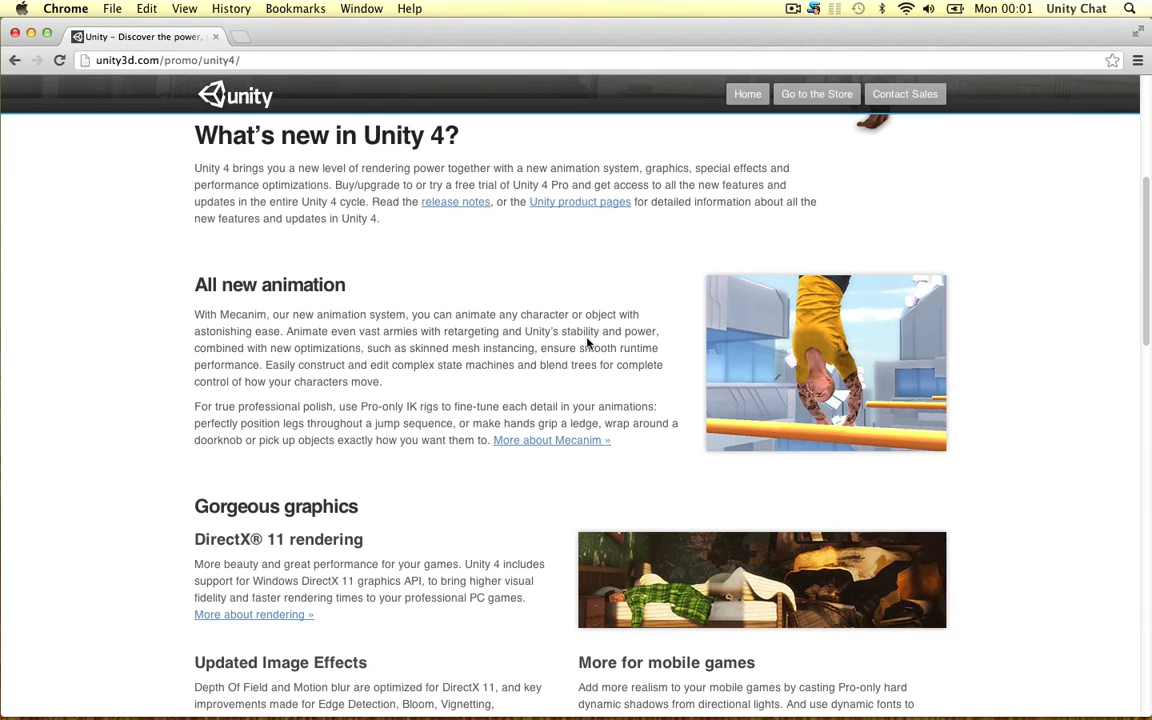 Chrome File Edit View History Bookmarks Window Help Mon 00:01 Unity Chat
Unity – Discover the power,
unity3d.com/promo/unity4/
unity Home Go to the Store Contact Sales
What's new in Unity 4?
Unity 4 brings you a new level of rendering power together with a new animation system, graphics, special effects and
performance optimizations. Buy/upgrade to or try a free trial of Unity 4 Pro and get access to all the new features and
updates in the entire Unity 4 cycle. Read the release notes, or the Unity product pages for detailed information about all the
new features and updates in Unity 4.
All new animation
With Mecanim, our new animation system, you can animate any character or object with
astonishing ease. Animate even vast armies with retargeting and Unity's stability and power,
combined with new optimizations, such as skinned mesh instancing, ensure smooth runtime
performance. Easily construct and edit complex state machines and blend trees for complete
control of how your characters move.
For true professional polish, use Pro-only IK rigs to fine-tune each detail in your animations:
perfectly position legs throughout a jump sequence, or make hands grip a ledge, wrap around a
doorknob or pick up objects exactly how you want them to. More about Mecanim »
Gorgeous graphics
DirectX® 11 rendering
More beauty and great performance for your games. Unity 4 includes
support for Windows DirectX 11 graphics API, to bring higher visual
fidelity and faster rendering times to your professional PC games.
More about rendering »
Updated Image Effects
Depth Of Field and Motion blur are optimized for DirectX 11, and key
improvements made for Edge Detection, Bloom, Vignetting,
More for mobile games
Add more realism to your mobile games by casting Pro-only hard
dynamic shadows from directional lights. And use dynamic fonts to